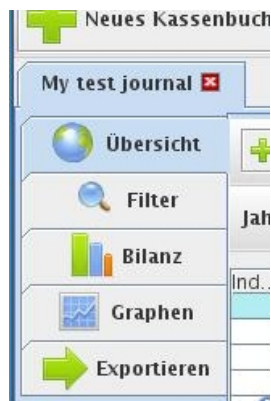 Neues Kassenbuch
My test journal
Übersicht
Filter
Jah
Bilanz
Ind..
Graphen
Exportieren